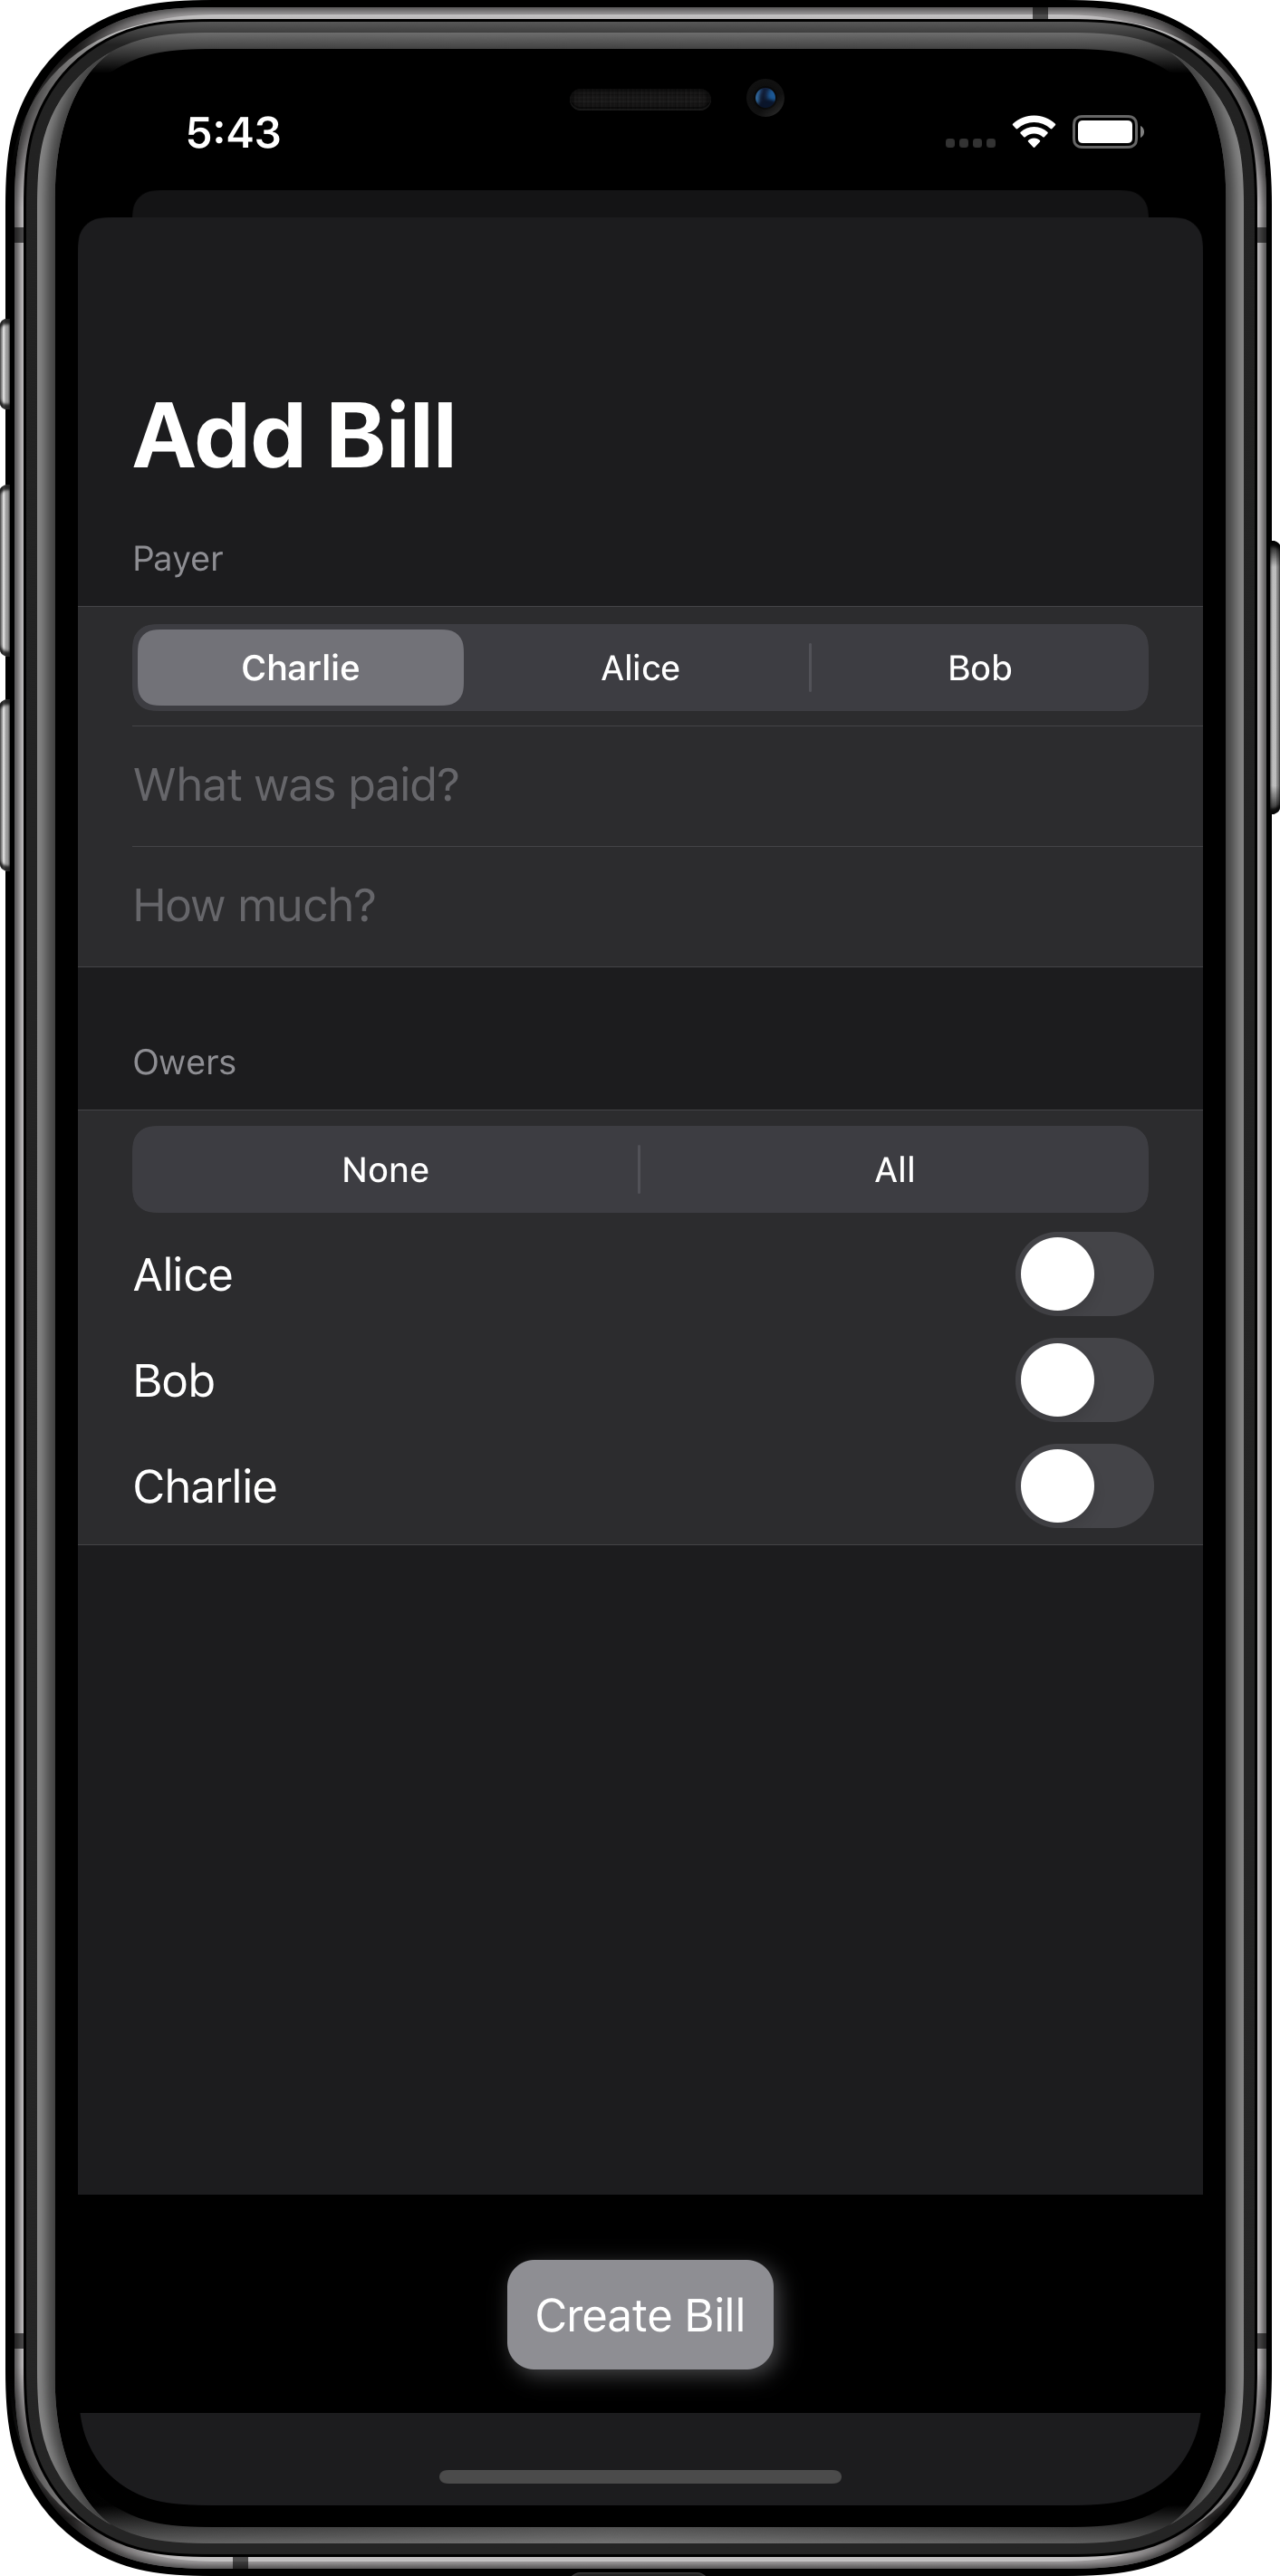 5:43
Add Bill
Payer
Charlie Alice Bob
What was paid?
How much?
Owers
None All
Alice
Bob
Charlie
Create Bill